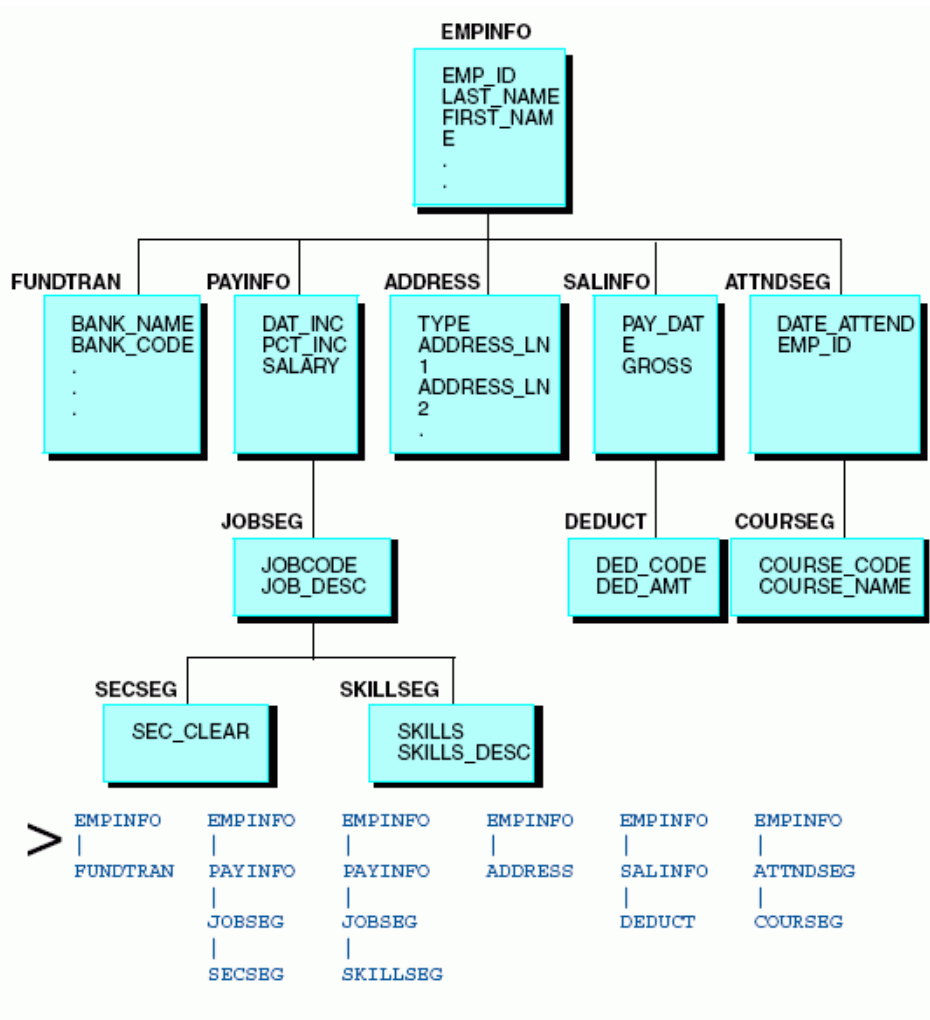 EMPINFO
EMP_ID
LAST_NAME
FIRST_NAM
E
.
.
FUNDTRAN
BANK_NAME
BANK_CODE
.
.
.
PAYINFO
DAT_INC
PCT_INC
SALARY
ADDRESS
TYPE
ADDRESS_LN
1
ADDRESS_LN
2
.
SALINFO
PAY_DAT
E
GROSS
ATTNDSEG
DATE_ATTEND
EMP_ID
JOBSEG
JOBCODE
JOB_DESC
DEDUCT
DED_CODE
DED_AMT
COURSEG
COURSE_CODE
COURSE_NAME
SECSEG
SEC_CLEAR
SKILLSEG
SKILLS
SKILLS_DESC
> EMPINFO EMPINFO EMPINFO EMPINFO EMPINFO EMPINFO
| | | | | |
FUNDTRAN PAYINFO PAYINFO ADDRESS SALINFO ATTNDSEG
| | | |
JOBSEG JOBSEG DEDUCT COURSEG
| |
SECSEG SKILLSEG